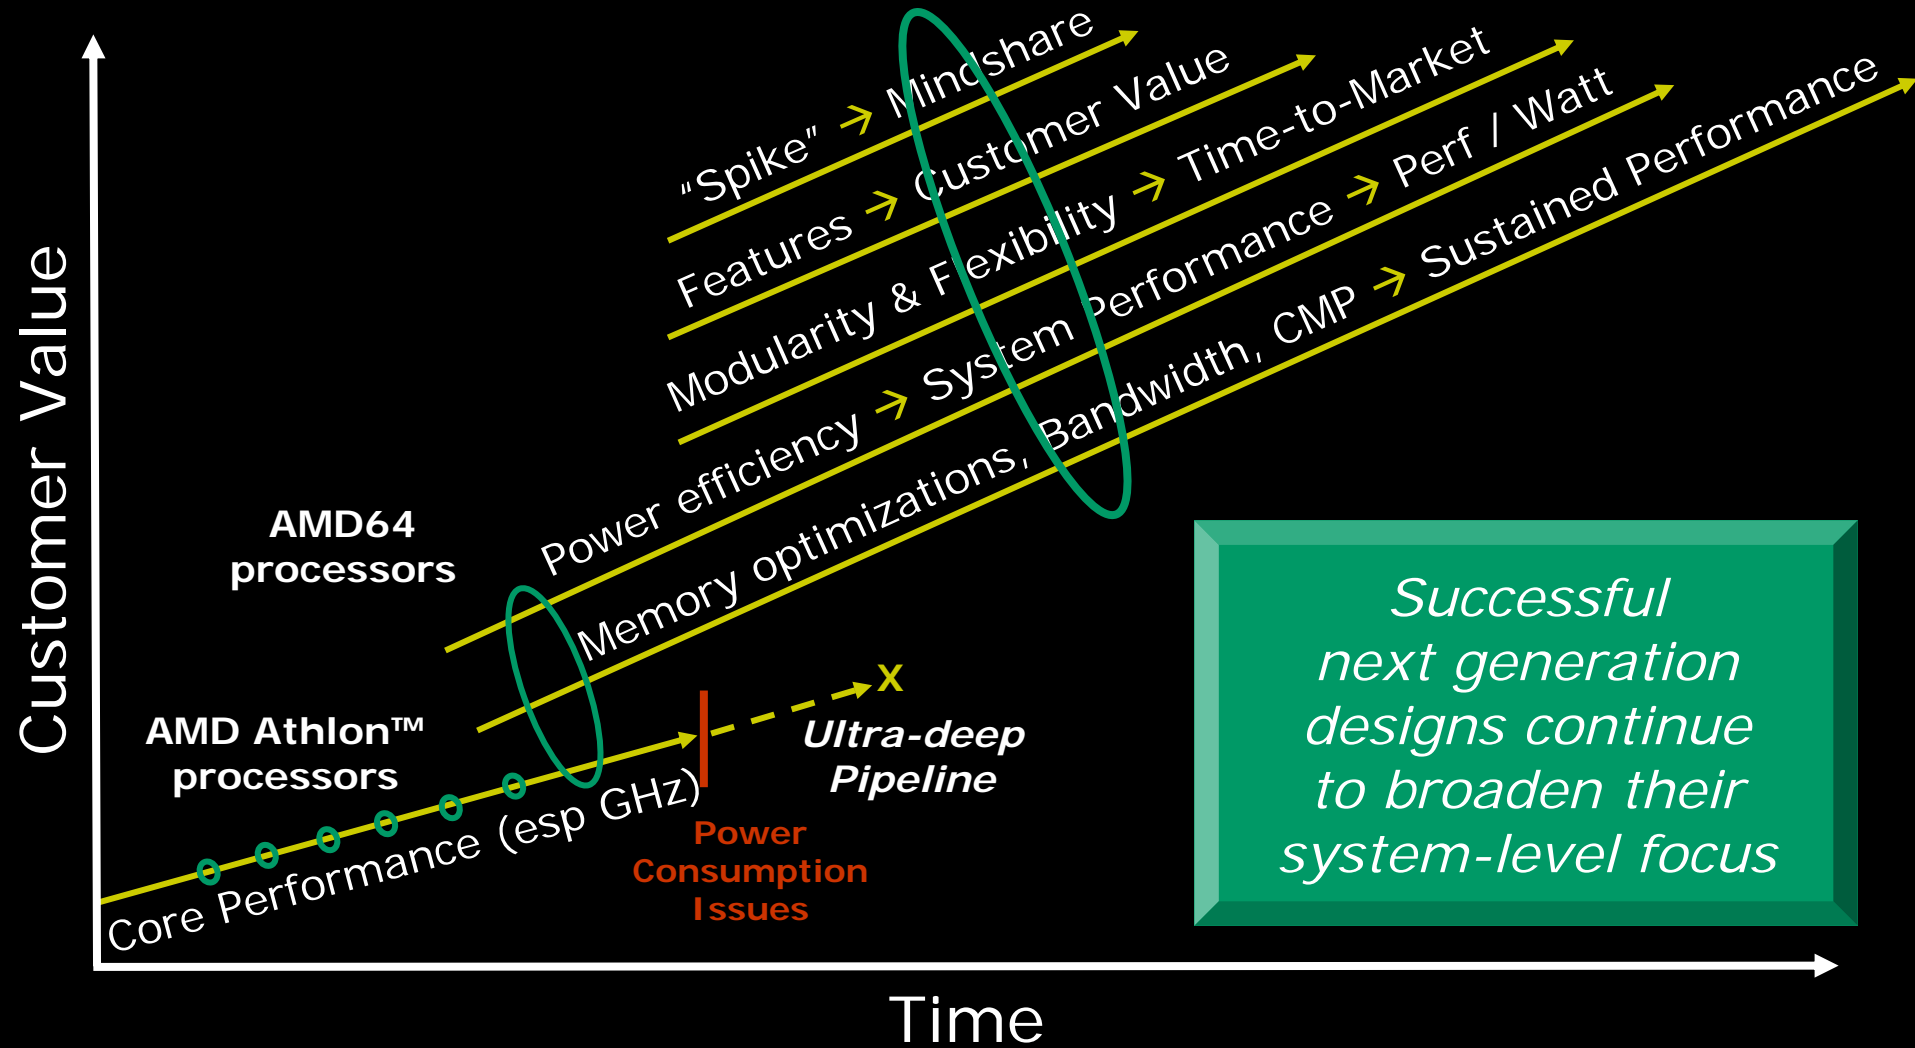 Customer Value
"Spike" → Mindshare
Features → Customer Value
Modularity & Flexibility → Time-to-Market
Power efficiency → System Performance → Perf / Watt
Memory optimizations, Bandwidth, CMP → Sustained Performance
AMD64
processors
AMD Athlon™
processors
Core Performance (esp GHz)
X
Ultra-deep
Pipeline
Power
Consumption
Issues
Successful
next generation
designs continue
to broaden their
system-level focus
Time